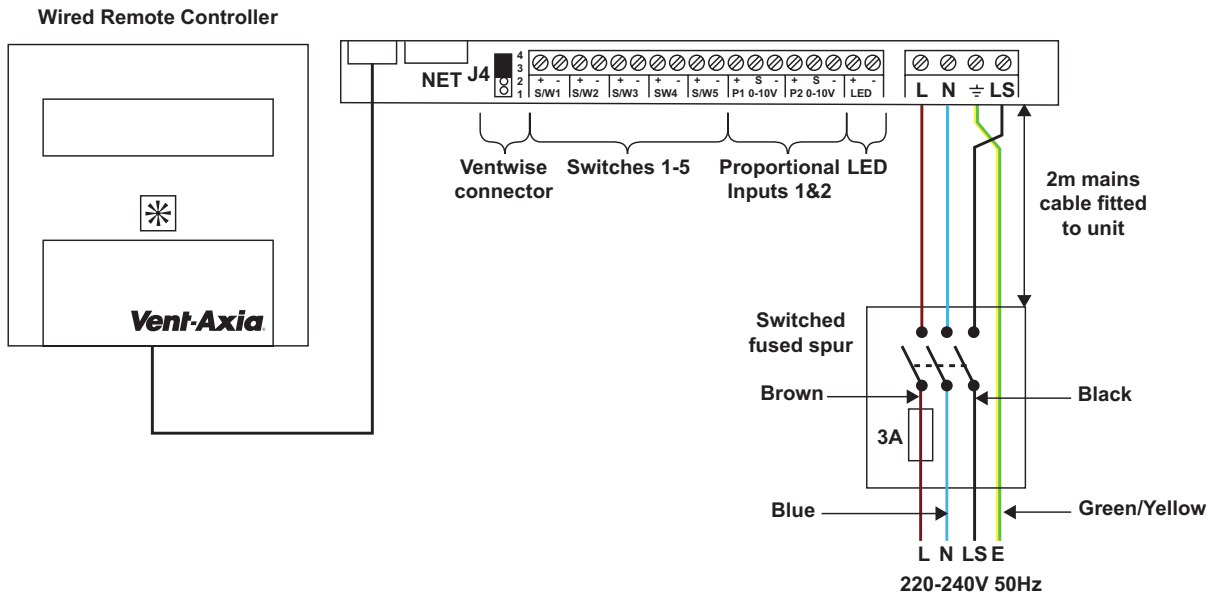 Wired Remote Controller
Vent-Axia
NET
J4
4
3
2
1
+ - + - + - + - + - + S - + S - + -
S/W1 S/W2 S/W3 SW4 S/W5 P1 0-10V P2 0-10V LED
L N LS
Ventwise
connector
Switches 1-5
Proportional
Inputs 1&2
LED
2m mains
cable fitted
to unit
Switched
fused spur
Brown
Black
3A
Blue
Green/Yellow
L N LS E
220-240V 50Hz